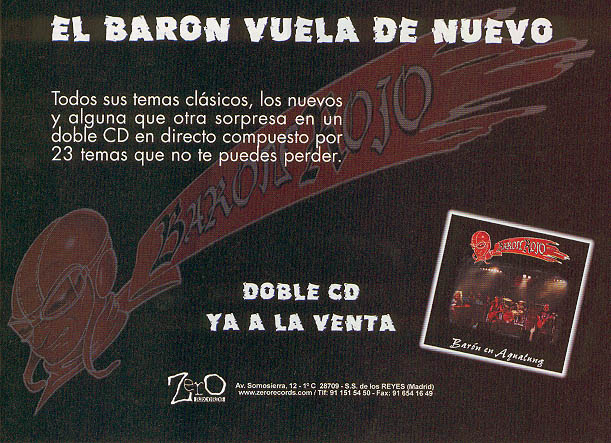 EL BARON VUELA DE NUEVO
Todos sus temas clásicos, los nuevos
y alguna que otra sorpresa en un
doble CD en directo compuesto por
23 temas que no te puedes perder.
BARON ROJO
BARON ROJO
Barón en Aqualung
DOBLE CD
YA A LA VENTA
Zero
RECORDS
Av. Somosierra, 12 - 1º C 28709 - S.S. de los REYES (Madrid)
www.zerorecords.com / Tlf: 91 151 54 50 - Fax: 91 654 16 49